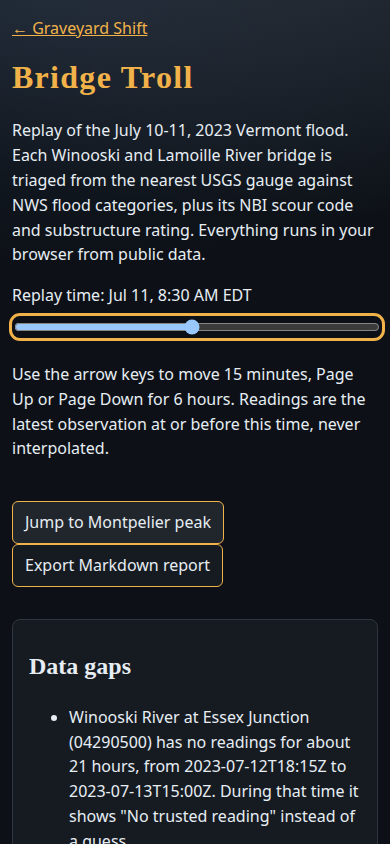 ← Graveyard Shift
Bridge Troll
Replay of the July 10-11, 2023 Vermont flood.
Each Winooski and Lamoille River bridge is
triaged from the nearest USGS gauge against
NWS flood categories, plus its NBI scour code
and substructure rating. Everything runs in your
browser from public data.
Replay time: Jul 11, 8:30 AM EDT
Use the arrow keys to move 15 minutes, Page
Up or Page Down for 6 hours. Readings are the
latest observation at or before this time, never
interpolated.
Jump to Montpelier peak
Export Markdown report
Data gaps
• Winooski River at Essex Junction
(04290500) has no readings for about
21 hours, from 2023-07-12T18:15Z to
2023-07-13T15:00Z. During that time it
shows "No trusted reading" instead of
a guess